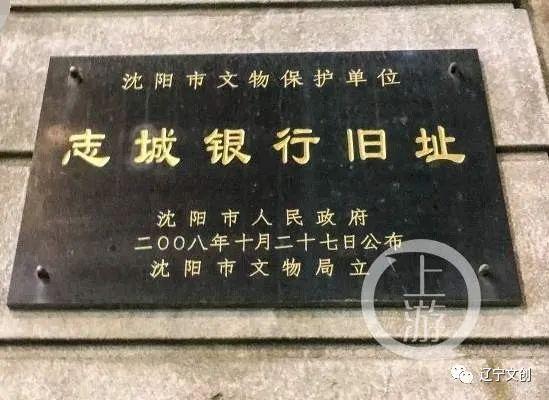 沈阳市文物保护单位
志城银行旧址
沈阳市人民政府
二〇〇八年十月二十七日公布
沈阳市文物局立
上游
辽宁文创